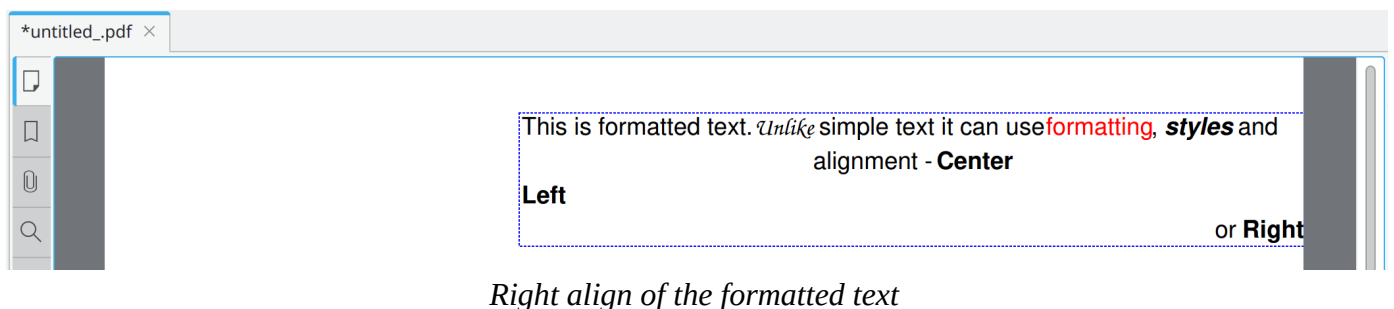 *untitled_.pdf ×
This is formatted text. Unlike simple text it can useformatting, styles and
alignment - Center
Left
or Right
Right align of the formatted text